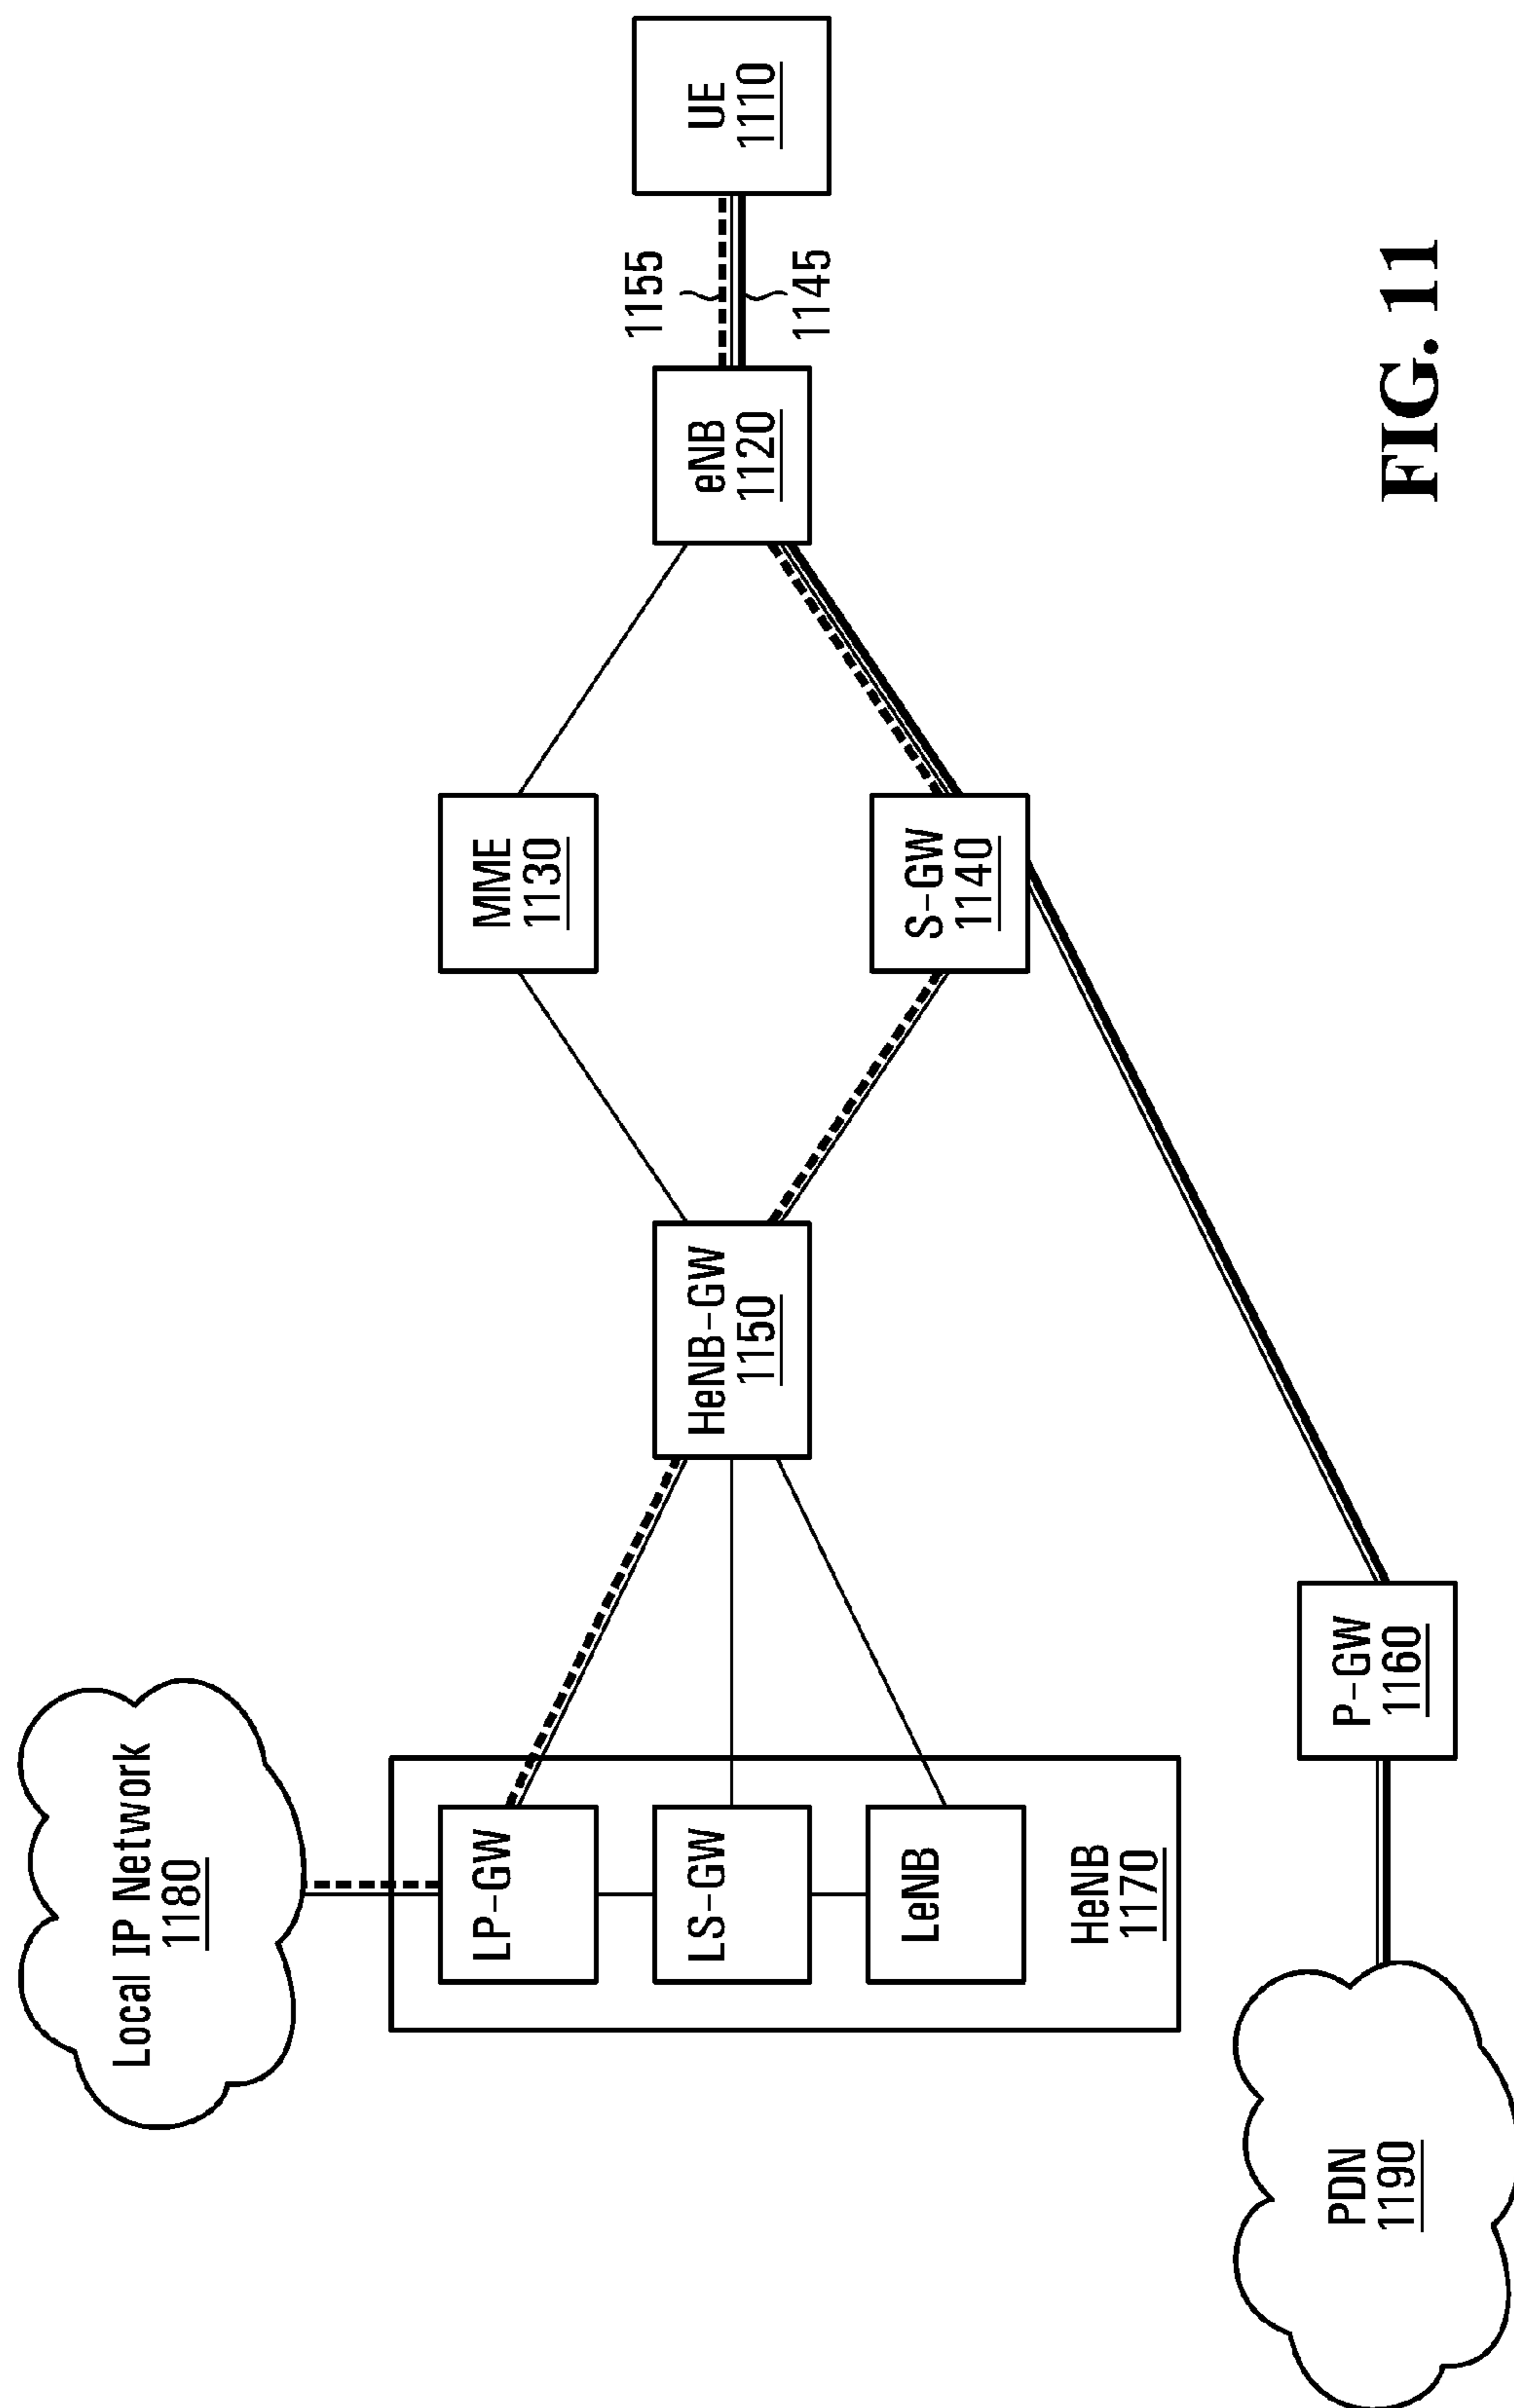 Local IP Network
1180
LP-GW
LS-GW
LeNB
HeNB
1170
PDN
1190
P-GW
1160
HeNB-GW
1150
MME
1130
S-GW
1140
eNB
1120
1155
1145
UE
1110
FIG. 11